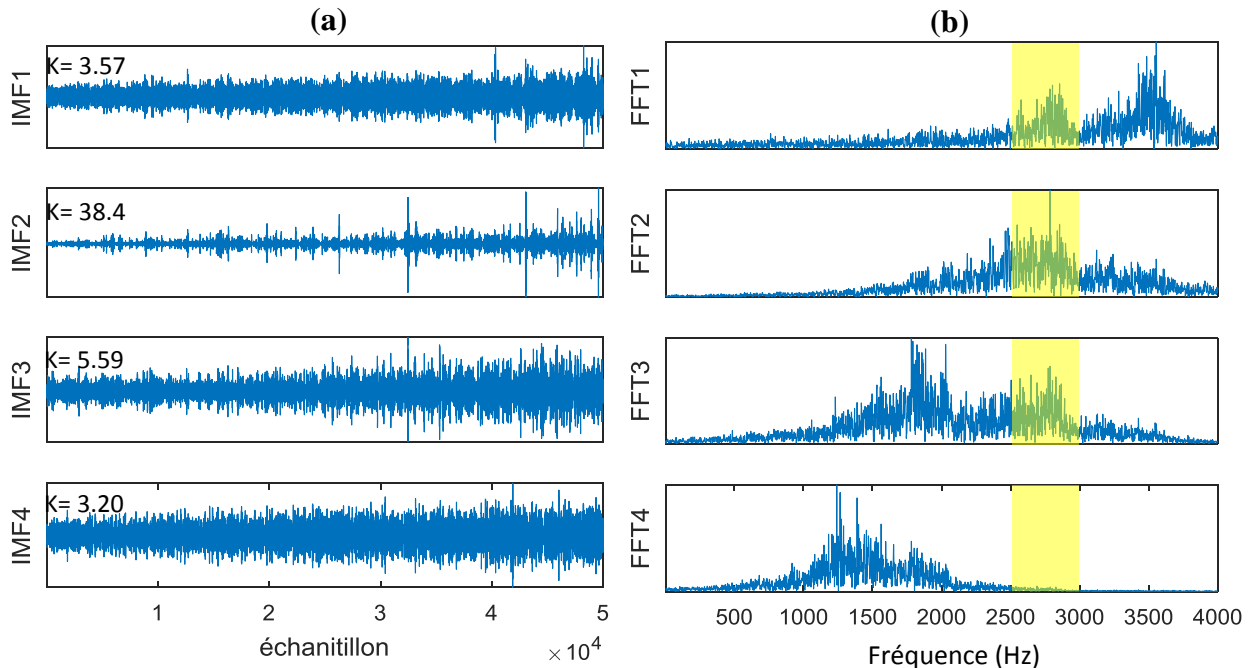 (a)
(b)
IMF1
K= 3.57
FFT1
IMF2
K= 38.4
FFT2
IMF3
K= 5.59
FFT3
IMF4
K= 3.20
FFT4
1 2 3 4 5
échanitillon
× 10^4
500 1000 1500 2000 2500 3000 3500 4000
Fréquence (Hz)